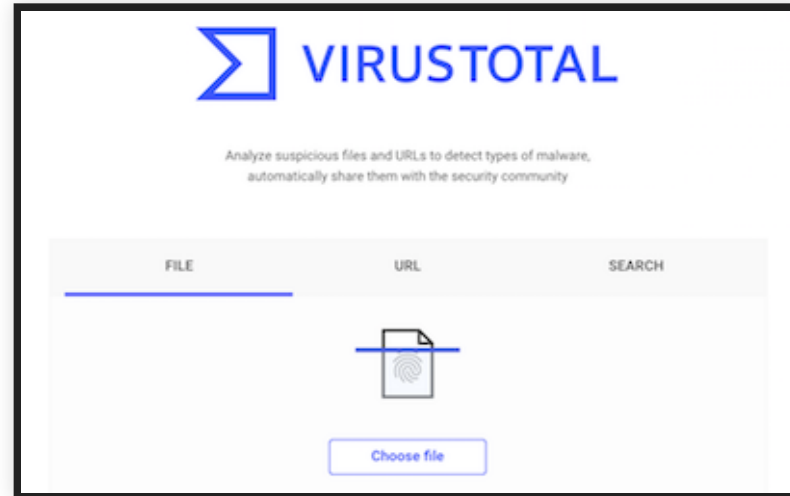 VIRUSTOTAL
Analyze suspicious files and URLs to detect types of malware,
automatically share them with the security community
FILE URL SEARCH
Choose file